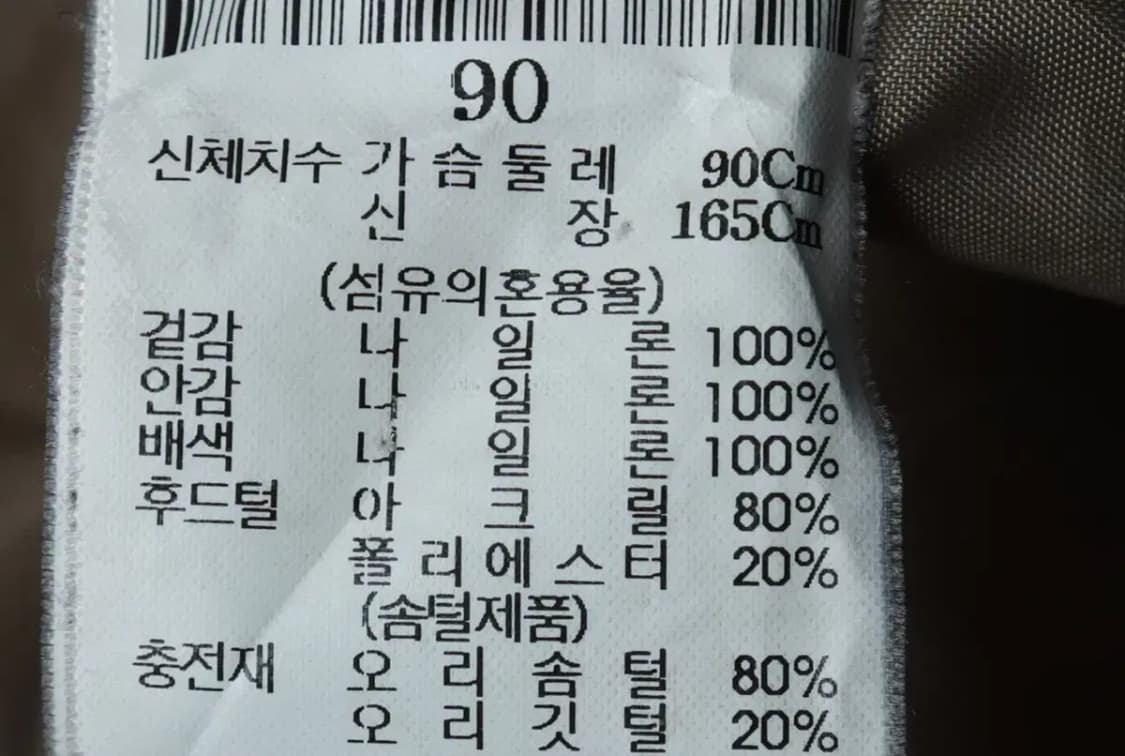 90
신체치수 가슴둘레 90Cm
신장 165Cm
(섬유의혼용율)
겉감 나일론 100%
안감 나일론 100%
배색 나일론 100%
후드털 아크릴 80%
폴리에스터 20%
(솜털제품)
충전재 오리솜털 80%
오리깃털 20%